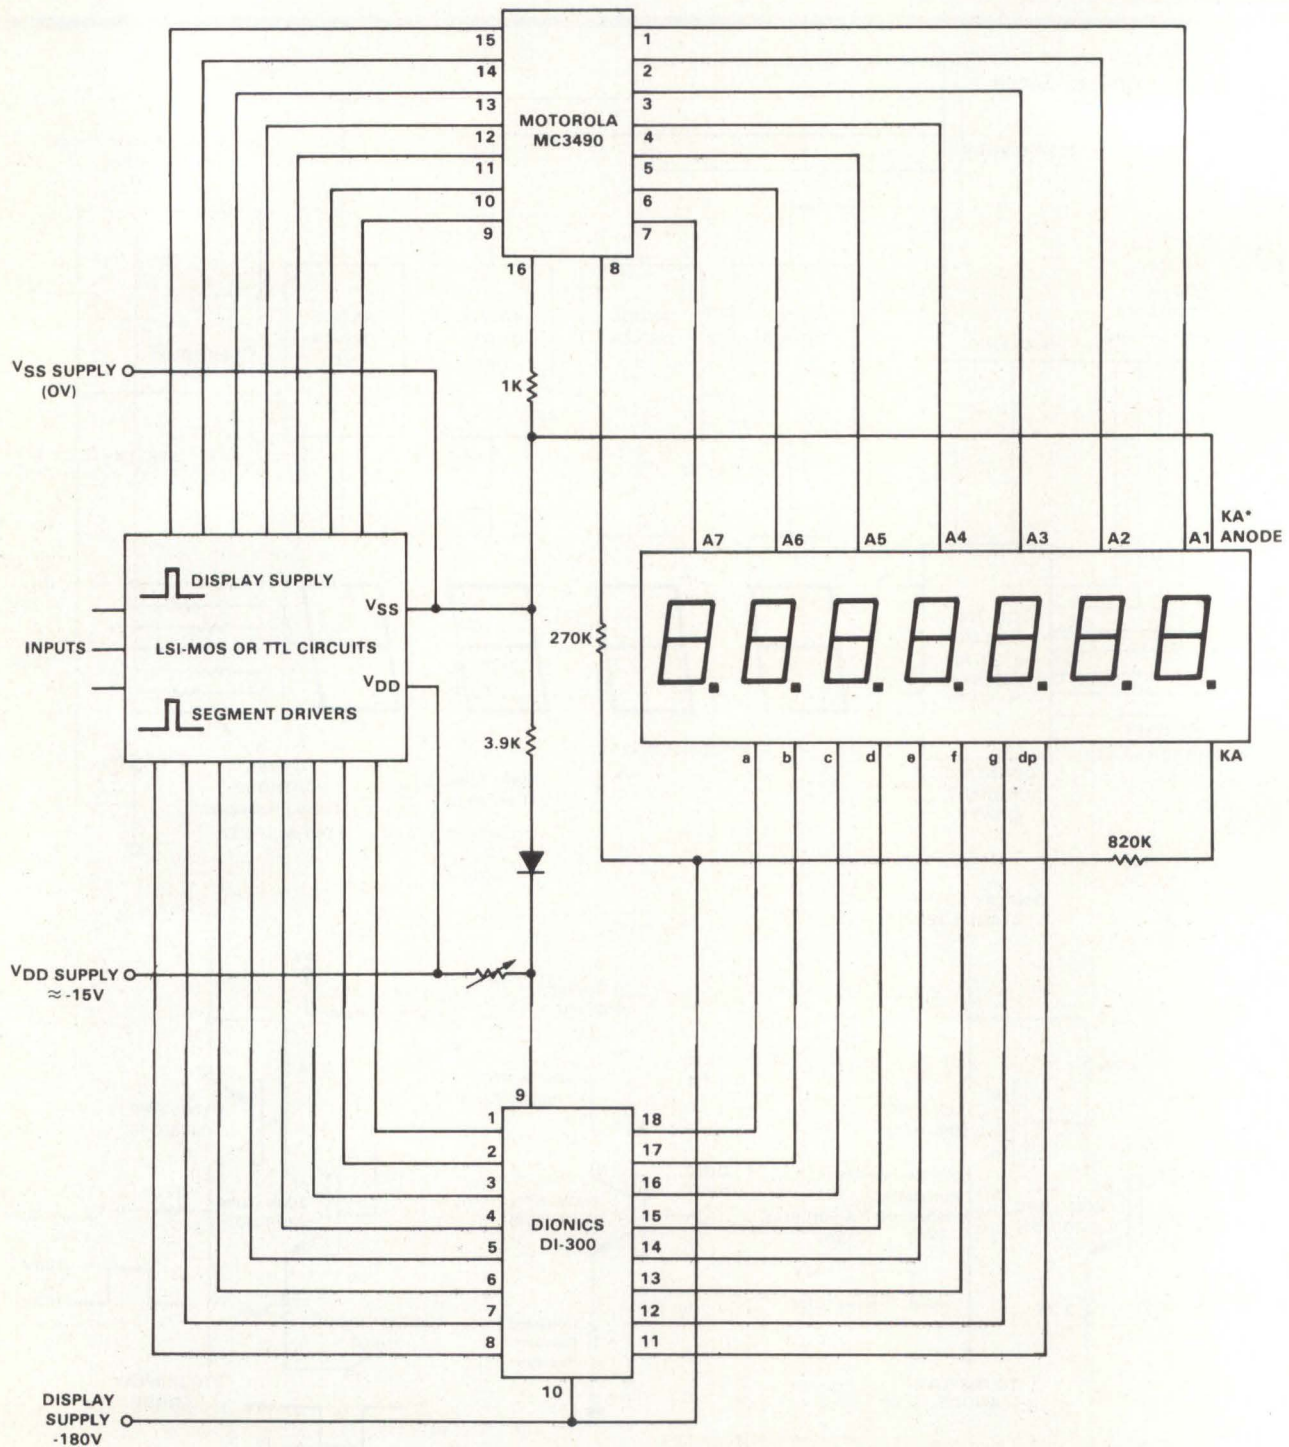 15
14
13
12
11
10
9
MOTOROLA
MC3490
1
2
3
4
5
6
7
16
8
VSS SUPPLY
(OV)
1K
A7
A6
A5
A4
A3
A2
A1
KA*
ANODE
DISPLAY SUPPLY
VSS
INPUTS
LSI-MOS OR TTL CIRCUITS
VDD
SEGMENT DRIVERS
270K
3.9K
a
b
c
d
e
f
g
dp
KA
820K
VDD SUPPLY
≈ -15V
9
1
2
3
4
5
6
7
8
DIONICS
DI-300
18
17
16
15
14
13
12
11
10
DISPLAY
SUPPLY
-180V